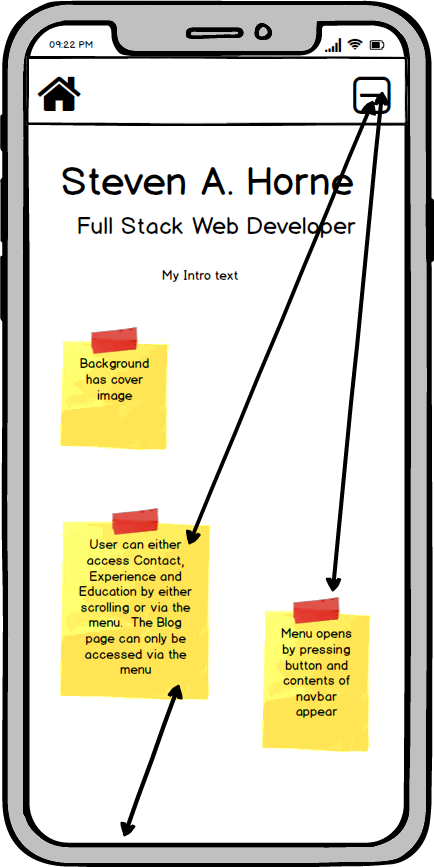 09:22 PM
Steven A. Horne
Full Stack Web Developer
My Intro text
Background
has cover
image
User can either
access Contact,
Experience and
Education by either
scrolling or via the
menu. The Blog
page can only be
accessed via the
menu
Menu opens
by pressing
button and
contents of
navbar
appear